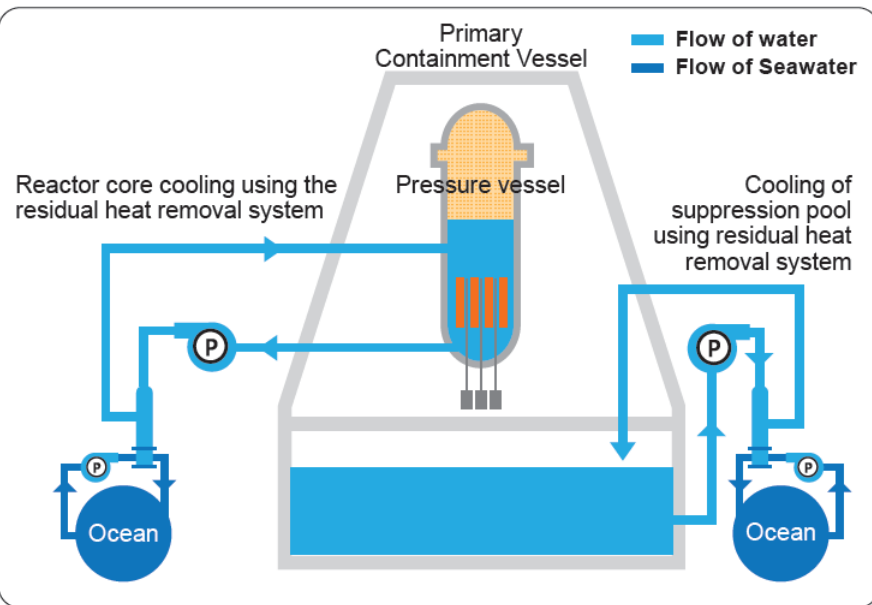 Primary
Containment Vessel
Flow of water
Flow of Seawater
Reactor core cooling using the
residual heat removal system
Pressure vessel
Cooling of
suppression pool
using residual heat
removal system
P
P
P
P
Ocean
Ocean